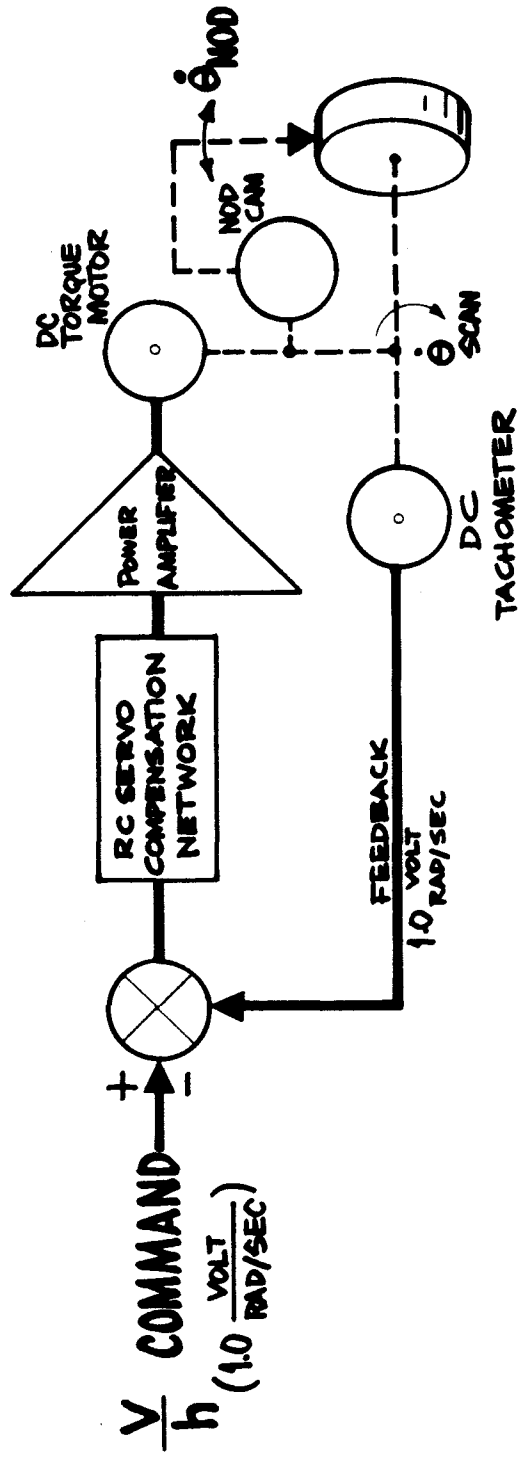 V/h COMMAND
(1.0 VOLT / RAD/SEC)
+
−
RC SERVO
COMPENSATION
NETWORK
POWER
AMPLIFIER
DC
TORQUE
MOTOR
NOD
CAM
Θ̇ NOD
Θ̇ SCAN
DC
TACHOMETER
FEEDBACK
1.0 VOLT
RAD/SEC